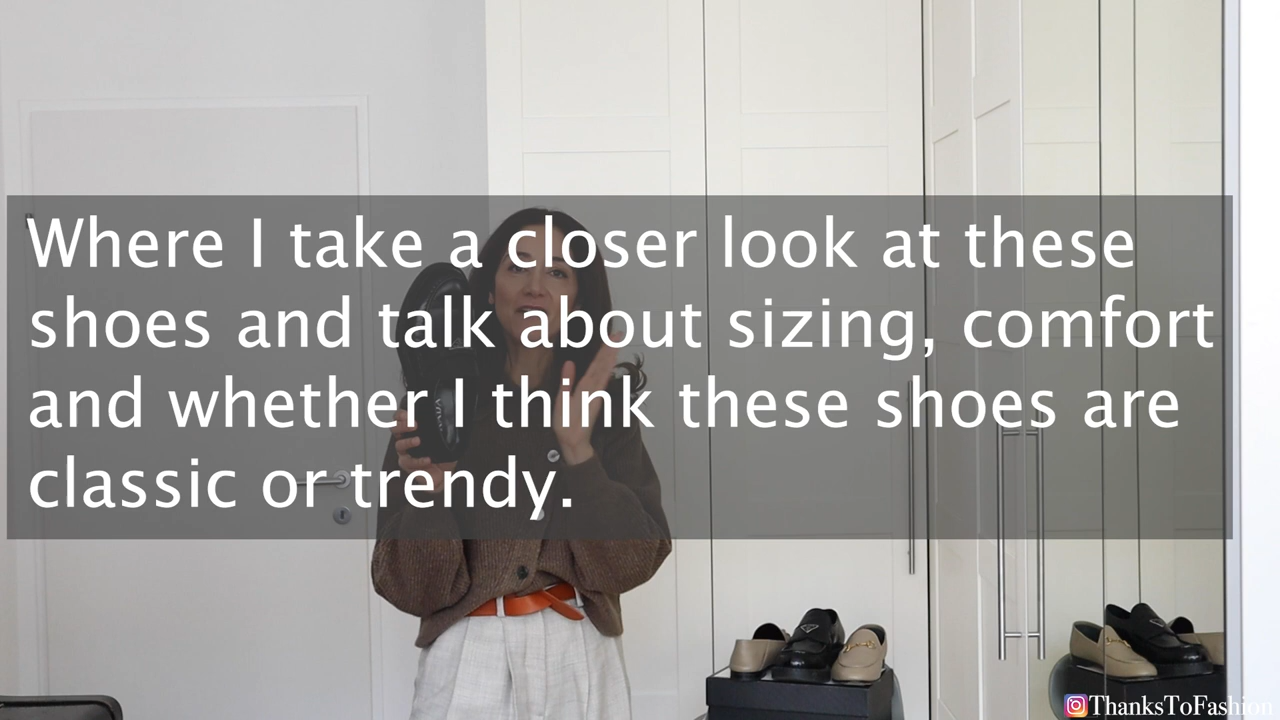 Where I take a closer look at these
shoes and talk about sizing, comfort
and whether I think these shoes are
classic or trendy.
ThanksToFashion